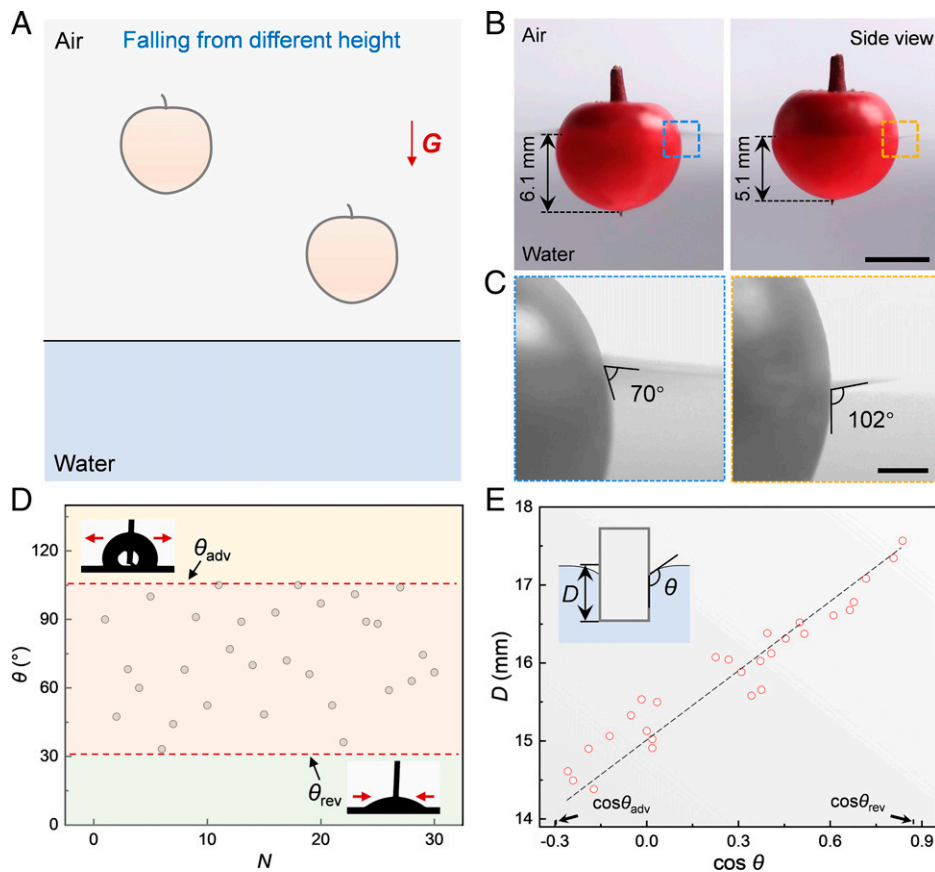 A
Air
Falling from different height
G
Water
B
Air
Side view
6.1 mm
5.1 mm
Water
C
70°
102°
D
θadv
θrev
θ (°)
120
90
60
30
0
0
10
20
30
N
E
D
θ
D (mm)
18
17
16
15
14
cosθadv
cosθrev
-0.3
0.0
0.3
0.6
0.9
cos θ